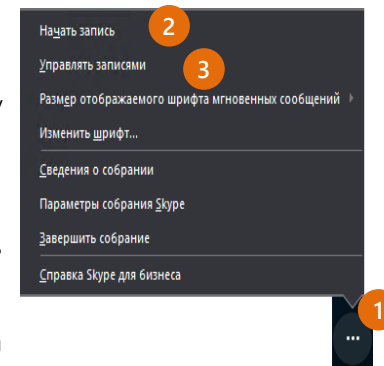 Начать запись 2
Управлять записями 3
Размер отображаемого шрифта мгновенных сообщений
Изменить шрифт...
Сведения о собрании
Параметры собрания Skype
Завершить собрание
Справка Skype для бизнеса
1
...